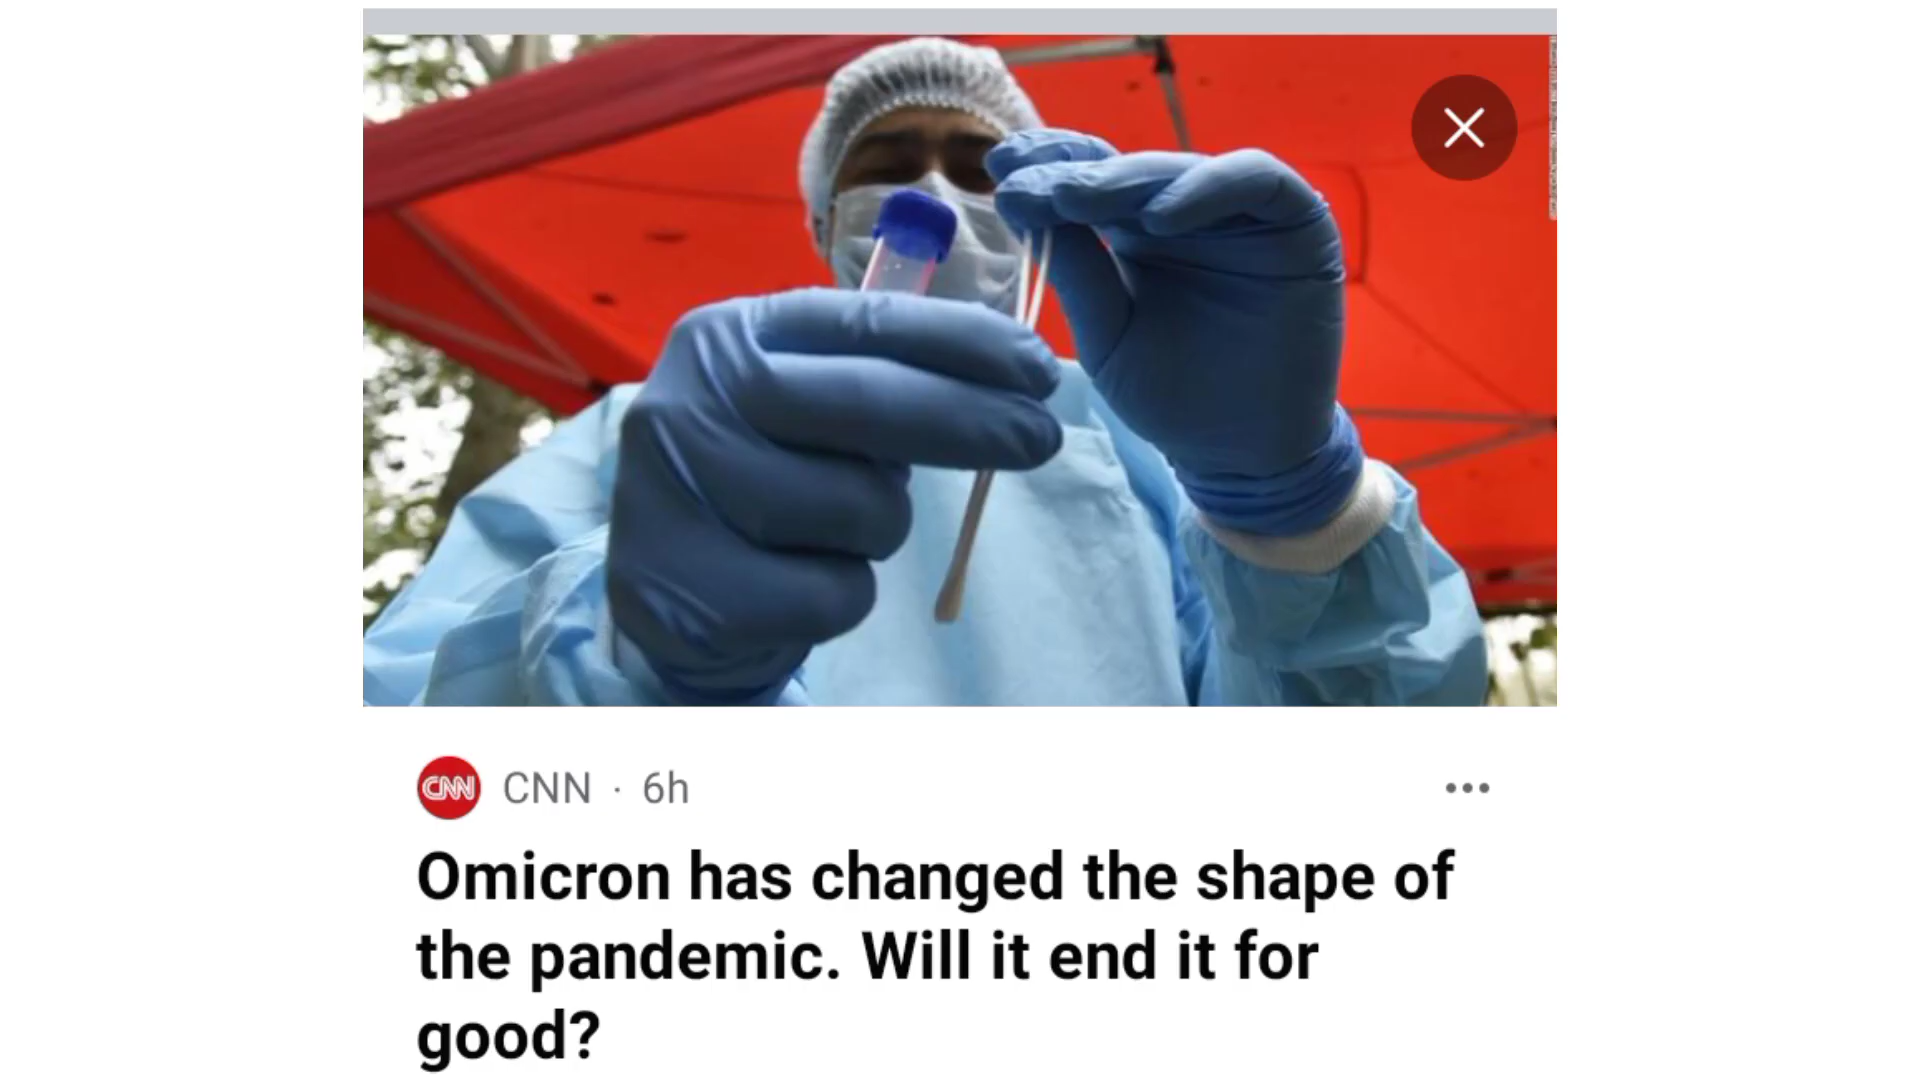 CNN CNN · 6h
Omicron has changed the shape of
the pandemic. Will it end it for
good?